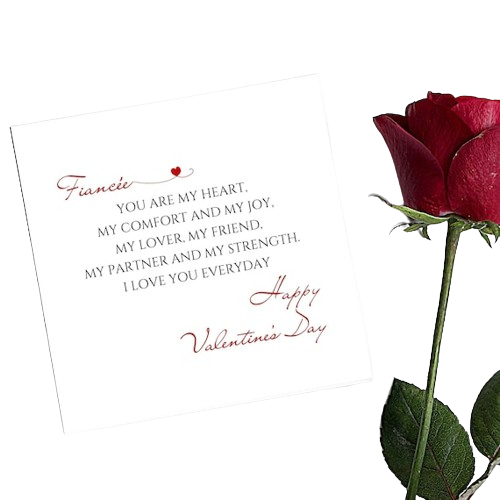 Fiancée
YOU ARE MY HEART,
MY COMFORT AND MY JOY,
MY LOVER, MY FRIEND,
MY PARTNER AND MY STRENGTH.
I LOVE YOU EVERYDAY
Happy
Valentine's Day